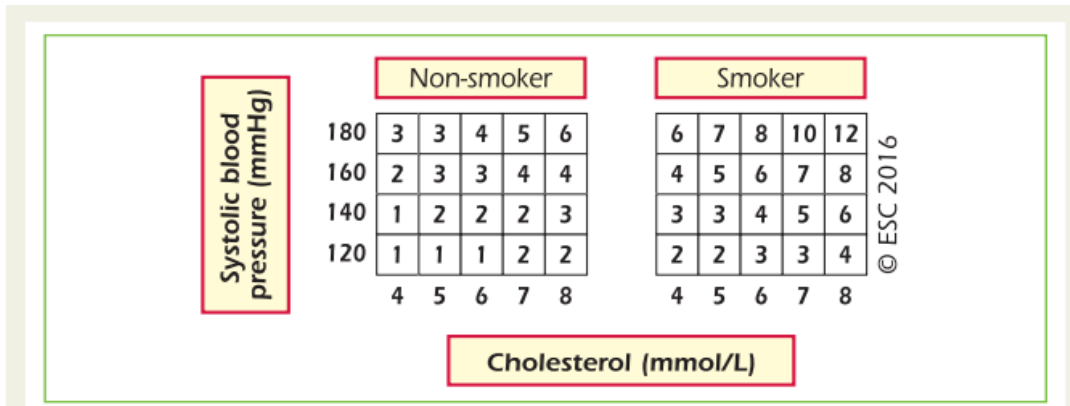 Non-smoker Smoker
Systolic blood
pressure (mmHg)
180 3 3 4 5 6 6 7 8 10 12
160 2 3 3 4 4 4 5 6 7 8
140 1 2 2 2 3 3 3 4 5 6
120 1 1 1 2 2 2 2 3 3 4
4 5 6 7 8 4 5 6 7 8
© ESC 2016
Cholesterol (mmol/L)